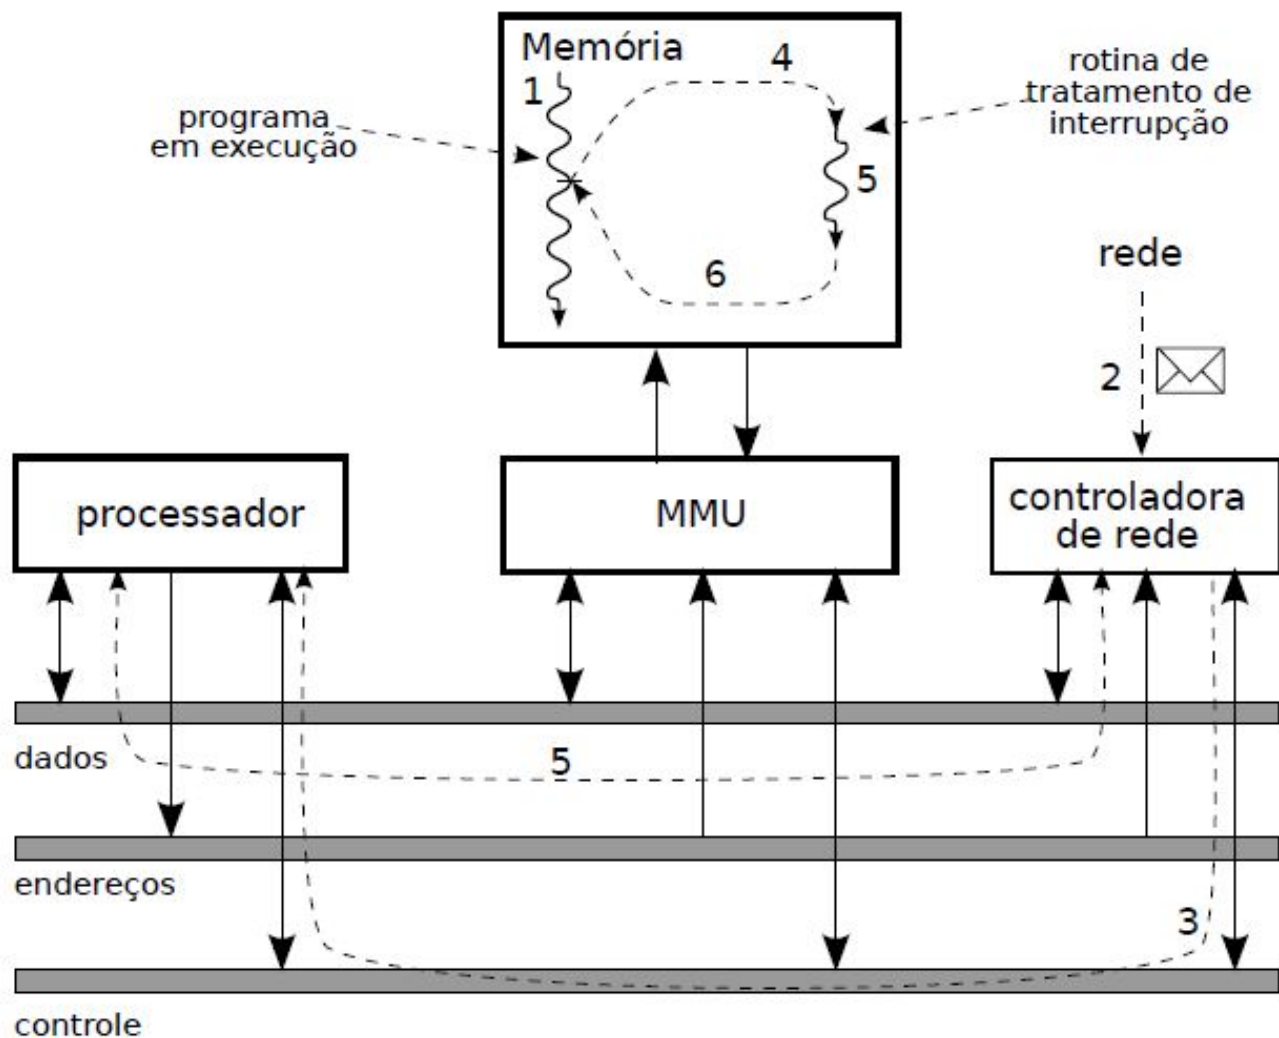 Memória
1
4
programa
em execução
rotina de
tratamento de
interrupção
5
6
rede
2
processador
MMU
controladora
de rede
dados
5
endereços
3
controle